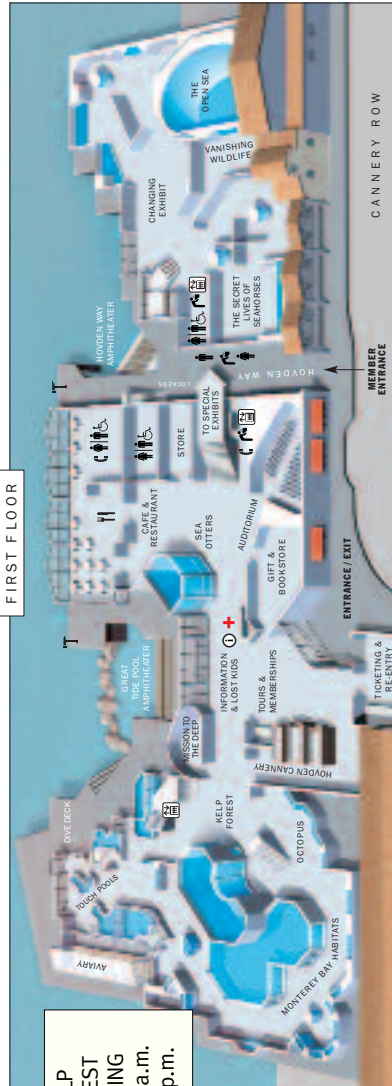 FIRST FLOOR
LP
EST
ING
a.m.
p.m.
AVIARY
TOUCH POOLS
DIVE DECK
GREAT
TIDE POOL
AMPHITHEATER
MISSION TO
THE DEEP
KELP
FOREST
OCTOPUS
MONTEREY BAY HABITATS
HOVDEN CANNERY
TOURS &
MEMBERSHIPS
INFORMATION
& LOST KIDS
i
TICKETING &
RE-ENTRY
ENTRANCE / EXIT
GIFT &
BOOKSTORE
AUDITORIUM
SEA
OTTERS
CAFE &
RESTAURANT
STORE
TO SPECIAL
EXHIBITS
LOCKERS
HOVDEN WAY
AMPHITHEATER
HOVDEN WAY
MEMBER
ENTRANCE
THE SECRET
LIVES OF
SEAHORSES
CHANGING
EXHIBIT
VANISHING
WILDLIFE
THE
OPEN SEA
CANNERY ROW